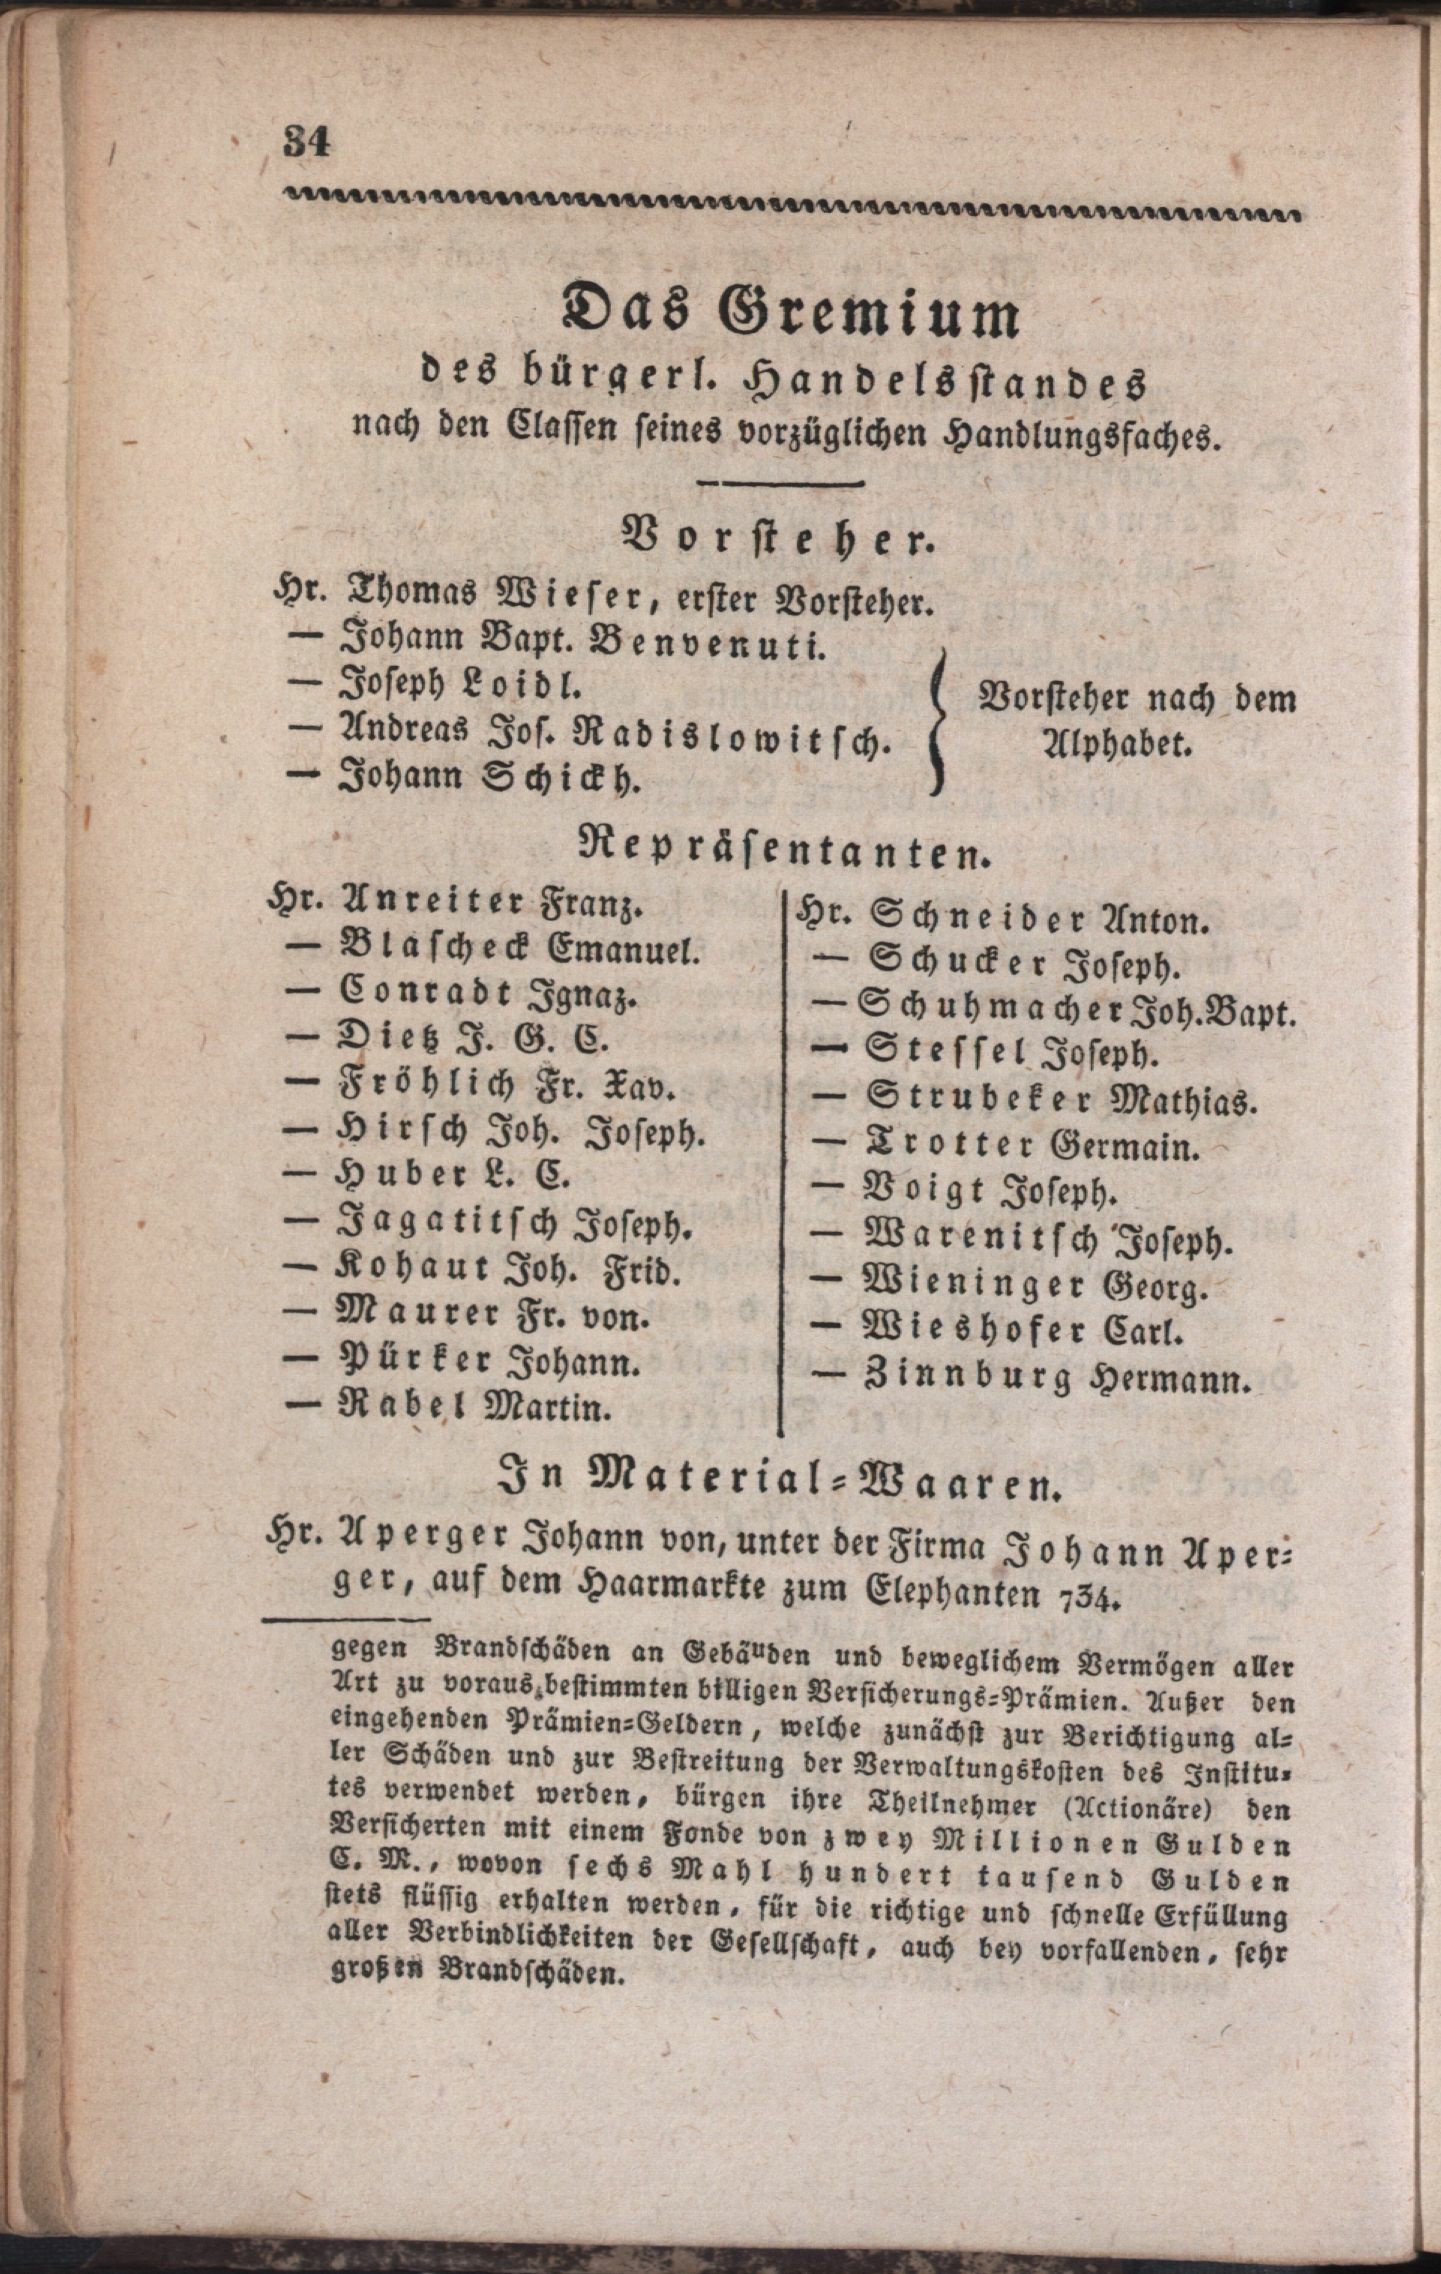 34
Das Gremium
des bürgerl. Handelsstandes
nach den Classen seines vorzüglichen Handlungsfaches.
Vorsteher.
Hr. Thomas Wieser, erster Vorsteher.
— Johann Bapt. Benvenuti.
— Joseph Loidl.
— Andreas Jos. Radislowitsch.
— Johann Schickh.
Vorsteher nach dem
Alphabet.
Repräsentanten.
Hr. Anreiter Franz.
— Blascheck Emanuel.
— Conradt Ignaz.
— Dietz J. G. C.
— Fröhlich Fr. Xav.
— Hirsch Joh. Joseph.
— Huber L. C.
— Jagatitsch Joseph.
— Kohaut Joh. Frid.
— Maurer Fr. von.
— Pürker Johann.
— Rabel Martin.
Hr. Schneider Anton.
— Schucker Joseph.
— Schuhmacher Joh. Bapt.
— Stessel Joseph.
— Strubeker Mathias.
— Trotter Germain.
— Voigt Joseph.
— Warenitsch Joseph.
— Wieninger Georg.
— Wieshofer Carl.
— Zinnburg Hermann.
In Material-Waaren.
Hr. Aperger Johann von, unter der Firma Johann Aper-
ger, auf dem Haarmarkte zum Elephanten 734.
gegen Brandschäden an Gebäuden und beweglichem Vermögen aller
Art zu voraus bestimmten billigen Versicherungs-Prämien. Außer den
eingehenden Prämien-Geldern, welche zunächst zur Berichtigung al-
ler Schäden und zur Bestreitung der Verwaltungskosten des Institu-
tes verwendet werden, bürgen ihre Theilnehmer (Actionäre) den
Versicherten mit einem Fonde von zwey Millionen Gulden
C. M., wovon sechs Mahl hundert tausend Gulden
stets flüssig erhalten werden, für die richtige und schnelle Erfüllung
aller Verbindlichkeiten der Gesellschaft, auch bey vorfallenden, sehr
großen Brandschäden.